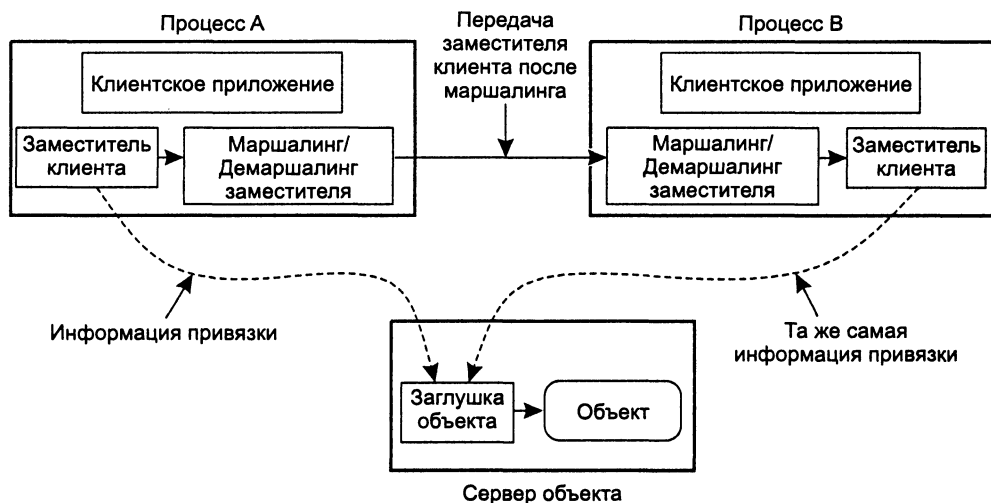 Процесс А
Передача
заместителя
клиента после
маршалинга
Процесс В
Клиентское приложение
Заместитель
клиента
Маршалинг/
Демаршалинг
заместителя
Клиентское приложение
Маршалинг/
Демаршалинг
заместителя
Заместитель
клиента
Информация привязки
Та же самая
информация привязки
Заглушка
объекта
Объект
Сервер объекта